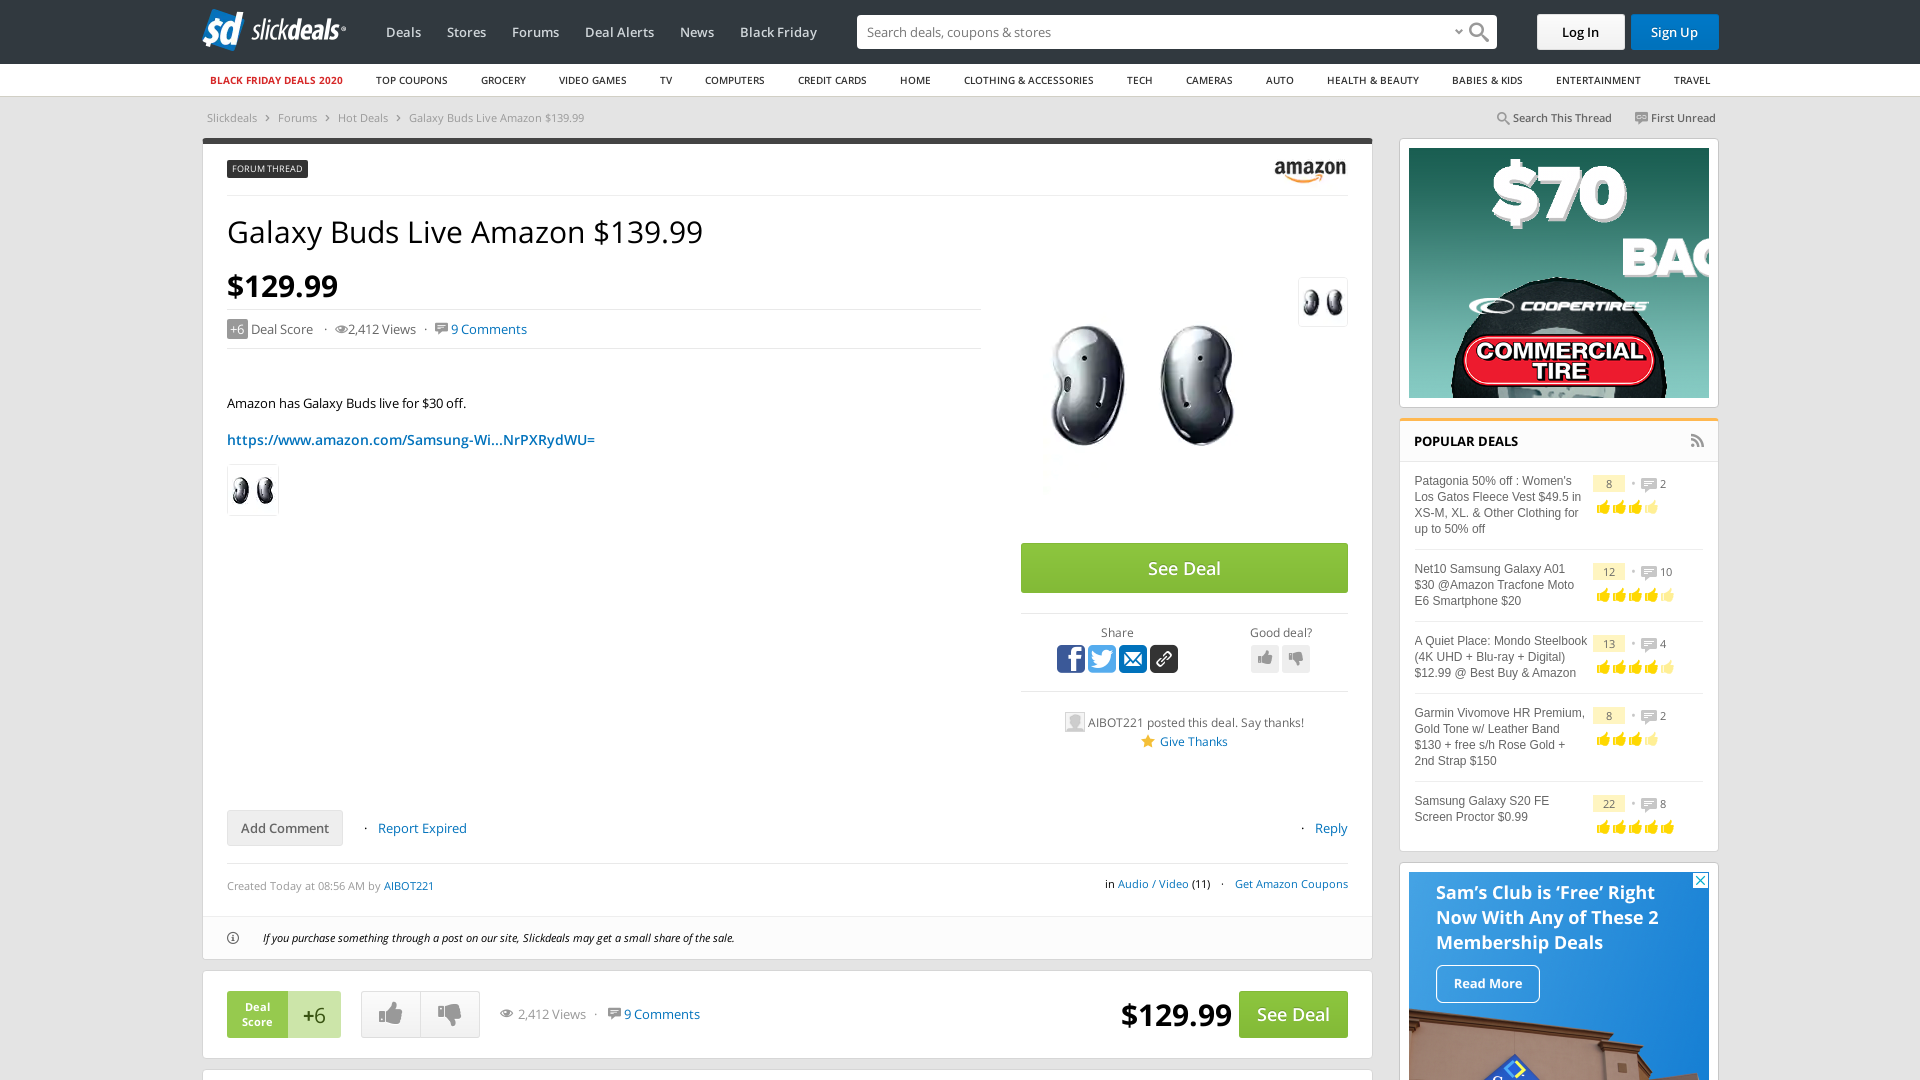 slickdeals
Deals
Stores
Forums
Deal Alerts
News
Black Friday
Search deals, coupons & stores
Log In
Sign Up
BLACK FRIDAY DEALS 2020
TOP COUPONS
GROCERY
VIDEO GAMES
TV
COMPUTERS
CREDIT CARDS
HOME
CLOTHING & ACCESSORIES
TECH
CAMERAS
AUTO
HEALTH & BEAUTY
BABIES & KIDS
ENTERTAINMENT
TRAVEL
Slickdeals › Forums › Hot Deals › Galaxy Buds Live Amazon $139.99
Search This Thread
First Unread
FORUM THREAD
amazon
Galaxy Buds Live Amazon $139.99
$129.99
+6 Deal Score · 2,412 Views · 9 Comments
Amazon has Galaxy Buds live for $30 off.
https://www.amazon.com/Samsung-Wi...NrPXRydWU=
See Deal
Share
Good deal?
AIBOT221 posted this deal. Say thanks!
Give Thanks
Add Comment
· Report Expired
· Reply
Created Today at 08:56 AM by AIBOT221
in Audio / Video (11) · Get Amazon Coupons
If you purchase something through a post on our site, Slickdeals may get a small share of the sale.
Deal
Score
+6
2,412 Views · 9 Comments
$129.99
See Deal
$70
BAC
COOPERTIRES
COMMERCIAL
TIRE
POPULAR DEALS
Patagonia 50% off : Women's
Los Gatos Fleece Vest $49.5 in
XS-M, XL. & Other Clothing for
up to 50% off
8 • 2
Net10 Samsung Galaxy A01
$30 @Amazon Tracfone Moto
E6 Smartphone $20
12 • 10
A Quiet Place: Mondo Steelbook
(4K UHD + Blu-ray + Digital)
$12.99 @ Best Buy & Amazon
13 • 4
Garmin Vivomove HR Premium,
Gold Tone w/ Leather Band
$130 + free s/h Rose Gold +
2nd Strap $150
8 • 2
Samsung Galaxy S20 FE
Screen Proctor $0.99
22 • 8
Sam's Club is 'Free' Right
Now With Any of These 2
Membership Deals
Read More